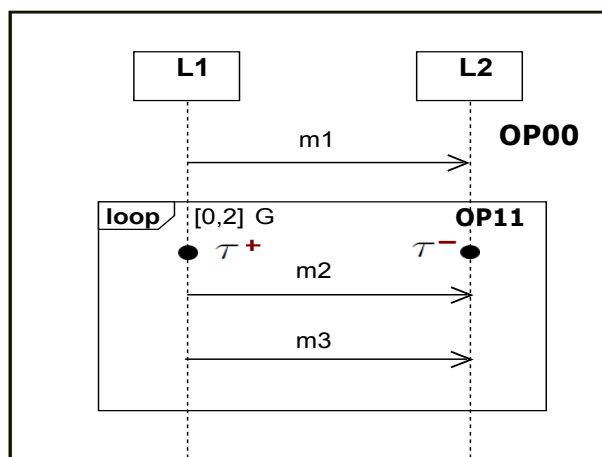 L1 L2
m1 OP00
loop [0,2] G OP11
τ+ τ−
m2
m3